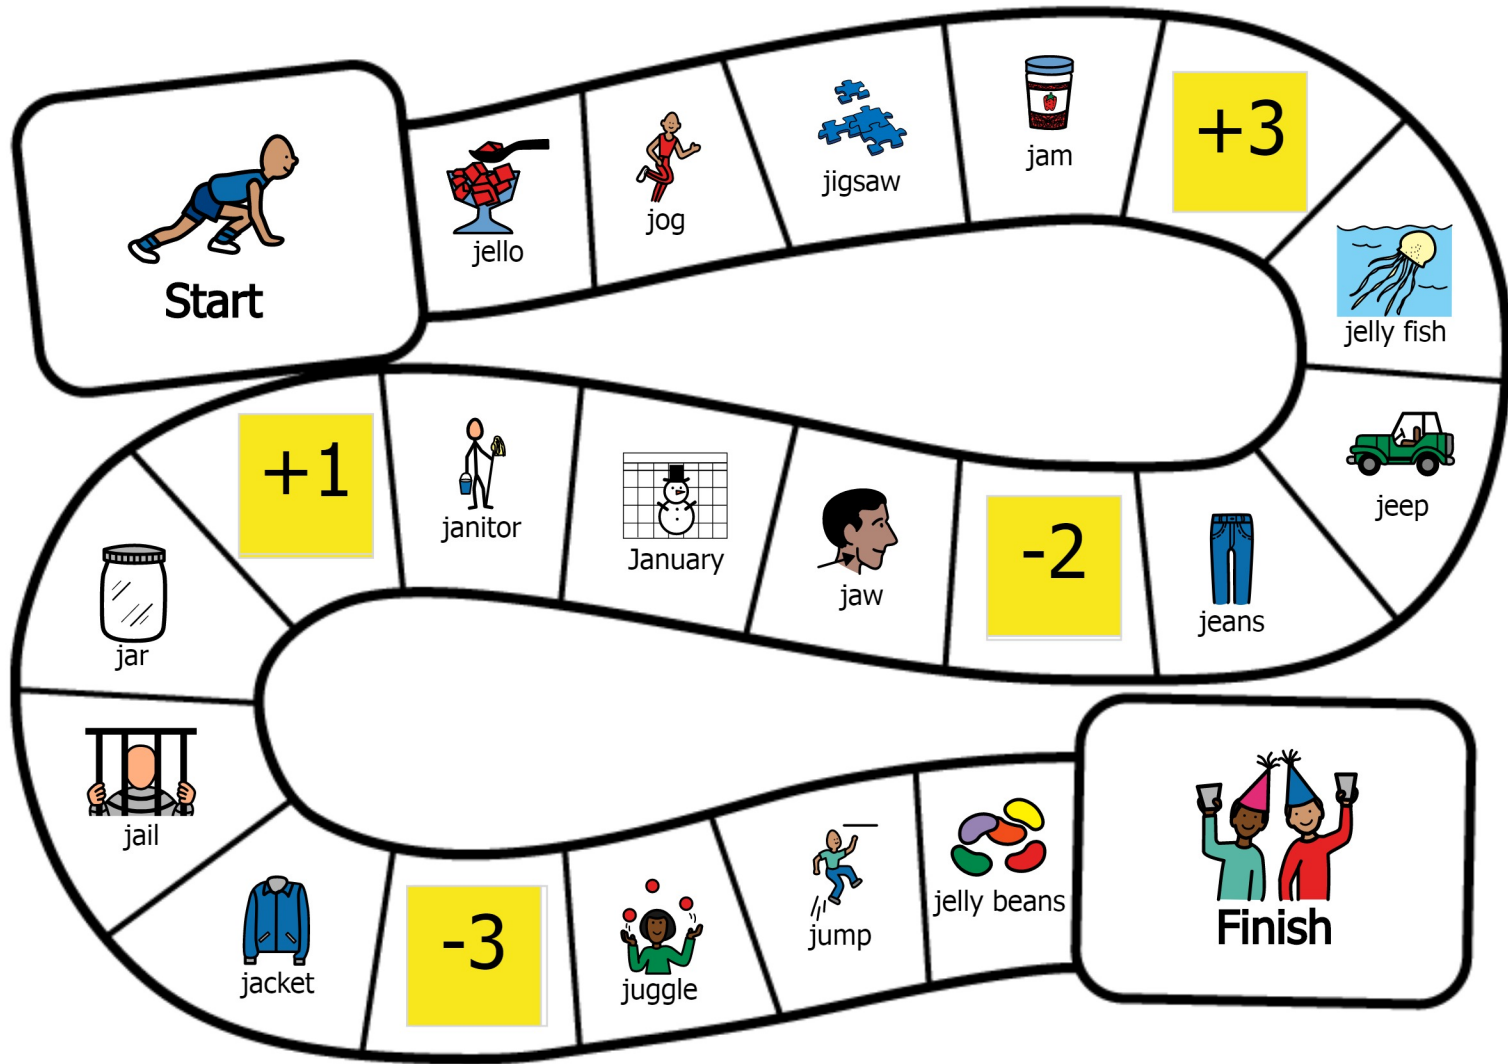 Start
jello
jog
jigsaw
jam
+3
jelly fish
jeep
jeans
-2
jaw
January
janitor
+1
jar
jail
jacket
-3
juggle
jump
jelly beans
Finish